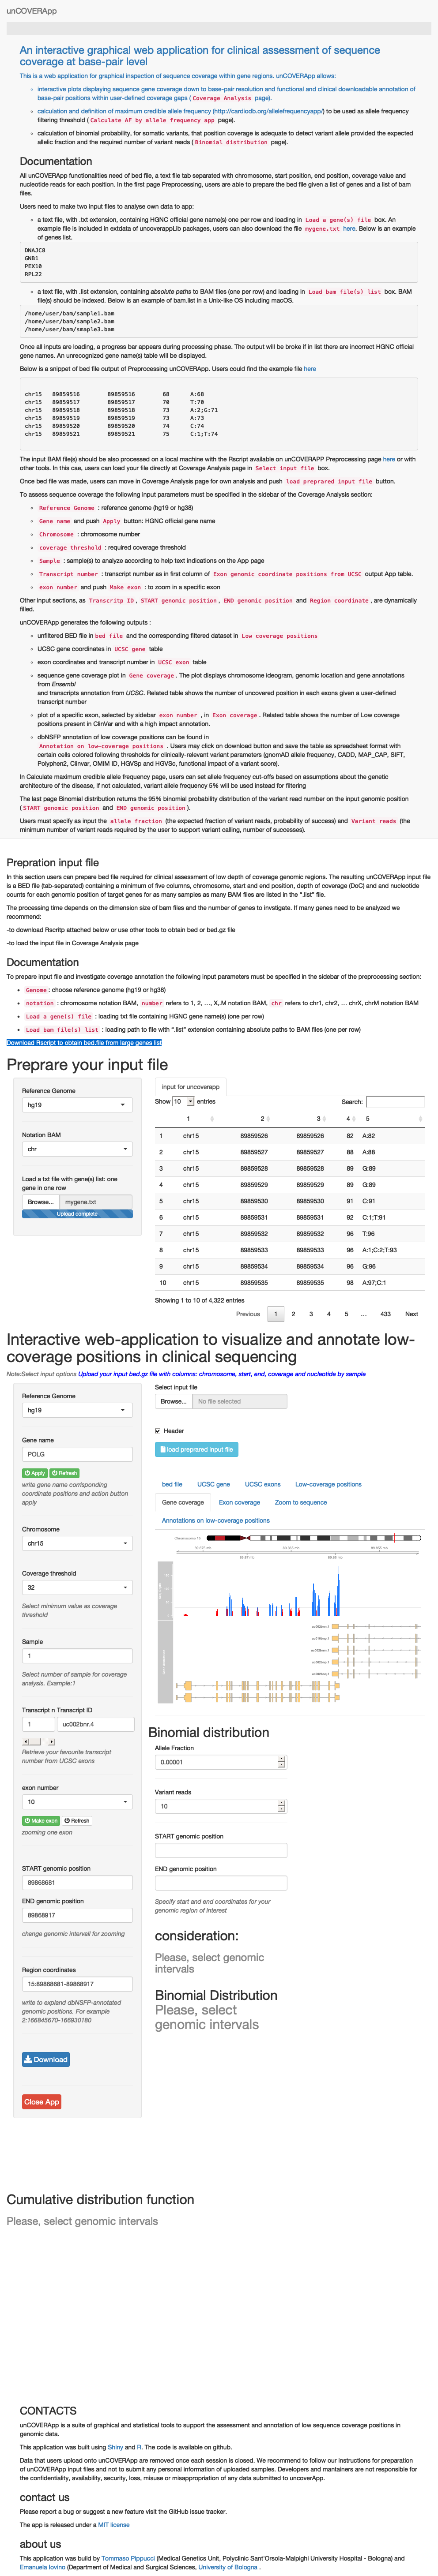 unCOVERApp
An interactive graphical web application for clinical assessment of sequence
coverage at base-pair level
This is a web application for graphical inspection of sequence coverage within gene regions. unCOVERApp allows:
interactive plots displaying sequence gene coverage down to base-pair resolution and functional and clinical downloadable annotation of
base-pair positions within user-defined coverage gaps ( Coverage Analysis page).
calculation and definition of maximum credible allele frequency (http://cardiodb.org/allelefrequencyapp/) to be used as allele frequency
filtering threshold ( Calculate AF by allele frequency app page).
calculation of binomial probability, for somatic variants, that position coverage is adequate to detect variant allele provided the expected
allelic fraction and the required number of variant reads ( Binomial distribution page).
Documentation
All unCOVERApp functionalities need of bed file, a text file tab separated with chromosome, start position, end position, coverage value and
nucleotide reads for each position. In the first page Preprocessing, users are able to prepare the bed file given a list of genes and a list of bam
files.
Users need to make two input files to analyse own data to app:
a text file, with .txt extension, containing HGNC official gene name(s) one per row and loading in Load a gene(s) file box. An
example file is included in extdata of uncoverappLib packages, users can also download the file mygene.txt here. Below is an example
of genes list.
DNAJC8
GNB1
PEX10
RPL22
a text file, with .list extension, containing absolute paths to BAM files (one per row) and loading in Load bam file(s) list box. BAM
file(s) should be indexed. Below is an example of bam.list in a Unix-like OS including macOS.
/home/user/bam/sample1.bam
/home/user/bam/sample2.bam
/home/user/bam/smaple3.bam
Once all inputs are loading, a progress bar appears during processing phase. The output will be broke if in list there are incorrect HGNC official
gene names. An unrecognized gene name(s) table will be displayed.
Below is a snippet of bed file output of Preprocessing unCOVERApp. Users could find the example file here
chr15 89859516 89859516 68 A:68
chr15 89859517 89859517 70 T:70
chr15 89859518 89859518 73 A:2;G:71
chr15 89859519 89859519 73 A:73
chr15 89859520 89859520 74 C:74
chr15 89859521 89859521 75 C:1;T:74
The input BAM file(s) should be also processed on a local machine with the Rscript available on unCOVERAPP Preprocessing page here or with
other tools. In this cae, users can load your file directly at Coverage Analysis page in Select input file box.
Once bed file was made, users can move in Coverage Analysis page for own analysis and push load preprared input file button.
To assess sequence coverage the following input parameters must be specified in the sidebar of the Coverage Analysis section:
Reference Genome : reference genome (hg19 or hg38)
Gene name and push Apply button: HGNC official gene name
Chromosome : chromosome number
coverage threshold : required coverage threshold
Sample : sample(s) to analyze according to help text indications on the App page
Transcript number : transcript number as in first column of Exon genomic coordinate positions from UCSC output App table.
exon number and push Make exon : to zoom in a specific exon
Other input sections, as Transcritp ID , START genomic position , END genomic position and Region coordinate, are dynamically
filled.
unCOVERApp generates the following outputs :
unfiltered BED file in bed file and the corresponding filtered dataset in Low coverage positions
UCSC gene coordinates in UCSC gene table
exon coordinates and transcript number in UCSC exon table
sequence gene coverage plot in Gene coverage. The plot displays chromosome ideogram, genomic location and gene annotations
from Ensembl
and transcripts annotation from UCSC. Related table shows the number of uncovered position in each exons given a user-defined
transcript number
plot of a specific exon, selected by sidebar exon number , in Exon coverage. Related table shows the number of Low coverage
positions present in ClinVar and with a high impact annotation.
dbNSFP annotation of low coverage positions can be found in
Annotation on low-coverage positions . Users may click on download button and save the table as spreadsheet format with
certain cells colored following thresholds for clinically-relevant variant parameters (gnomAD allele frequency, CADD, MAP_CAP, SIFT,
Polyphen2, Clinvar, OMIM ID, HGVSp and HGVSc, functional impact of a variant score).
In Calculate maximum credible allele frequency page, users can set allele frequency cut-offs based on assumptions about the genetic
architecture of the disease, if not calculated, variant allele frequency 5% will be used instead for filtering
The last page Binomial distribution returns the 95% binomial probability distribution of the variant read number on the input genomic position
(START genomic position and END genomic position).
Users must specify as input the allele fraction (the expected fraction of variant reads, probability of success) and Variant reads (the
minimum number of variant reads required by the user to support variant calling, number of successes).
Prepration input file
In this section users can prepare bed file required for clinical assessment of low depth of coverage genomic regions. The resulting unCOVERApp input file
is a BED file (tab-separated) containing a minimum of five columns, chromosome, start and end position, depth of coverage (DoC) and and nucleotide
counts for each genomic position of target genes for as many samples as many BAM files are listed in the ".list" file.
The processing time depends on the dimension size of bam files and the number of genes to invstigate. If many genes need to be analyzed we
recommend:
-to download Rscritp attached below or use other tools to obtain bed or bed.gz file
-to load the input file in Coverage Analysis page
Documentation
To prepare input file and investigate coverage annotation the following input parameters must be specified in the sidebar of the preprocessing section:
Genome: choose reference genome (hg19 or hg38)
notation : chromosome notation BAM, number refers to 1, 2, ..., X,.M notation BAM, chr refers to chr1, chr2, .... chrX, chrM notation BAM
Load a gene(s) file : loading txt file containing HGNC gene name(s) (one per row)
Load bam file(s) list : loading path to file with ".list" extension containing absolute paths to BAM files (one per row)
Download Rscript to obtain bed.file from large genes list
Preprare your input file
Reference Genome
hg19
Notation BAM
chr
Load a txt file with gene(s) list: one
gene in one row
Browse... mygene.txt
Upload complete
input for uncoverapp
Show 10 entries Search:
1 2 3 4 5
1 chr15 89859526 89859526 82 A:82
2 chr15 89859527 89859527 88 A:88
3 chr15 89859528 89859528 89 G:89
4 chr15 89859529 89859529 89 G:89
5 chr15 89859530 89859530 91 C:91
6 chr15 89859531 89859531 92 C:1;T:91
7 chr15 89859532 89859532 96 T:96
8 chr15 89859533 89859533 96 A:1;C:2;T:93
9 chr15 89859534 89859534 96 G:96
10 chr15 89859535 89859535 98 A:97;C:1
Showing 1 to 10 of 4,322 entries
Previous 1 2 3 4 5 … 433 Next
Interactive web-application to visualize and annotate low-
coverage positions in clinical sequencing
Note:Select input options Upload your input bed.gz file with columns: chromosome, start, end, coverage and nucleotide by sample
Reference Genome
hg19
Gene name
POLG
Apply Refresh
write gene name corrisponding
coordinate positions and action button
apply
Chromosome
chr15
Coverage threshold
32
Select minimum value as coverage
threshold
Sample
1
Select number of sample for coverage
analysis. Example:1
Transcript n Transcript ID
1 uc002bnr.4
Retrieve your favourite transcript
number from UCSC exons
exon number
10
Make exon Refresh
zooming one exon
START genomic position
89868681
END genomic position
89868917
change genomic intervall for zooming
Region coordinates
15:89868681-89868917
write to expland dbNSFP-annotated
genomic positions. For example
2:166845670-166930180
Download
Close App
Select input file
Browse... No file selected
Header
load preprared input file
bed file UCSC gene UCSC exons Low-coverage positions
Gene coverage Exon coverage Zoom to sequence
Annotations on low-coverage positions
Chromosome 15
Binomial distribution
Allele Fraction
0.00001
Variant reads
10
START genomic position
END genomic position
Specify start and end coordinates for your
genomic region of interest
consideration:
Please, select genomic
intervals
Binomial Distribution
Please, select
genomic intervals
Cumulative distribution function
Please, select genomic intervals
CONTACTS
unCOVERApp is a suite of graphical and statistical tools to support the assessment and annotation of low sequence coverage positions in
genomic data.
This application was built using Shiny and R. The code is available on github.
Data that users upload onto unCOVERApp are removed once each session is closed. We recommend to follow our instructions for preparation
of unCOVERApp input files and not to submit any personal information of uploaded samples. Developers and mantainers are not responsible for
the confidentiality, availability, security, loss, misuse or misappropriation of any data submitted to uncoverApp.
contact us
Please report a bug or suggest a new feature visit the GitHub issue tracker.
The app is released under a MIT license
about us
This application was build by Tommaso Pippucci (Medical Genetics Unit, Polyclinic Sant'Orsola-Malpighi University Hospital - Bologna) and
Emanuela Iovino (Department of Medical and Surgical Sciences, University of Bologna .